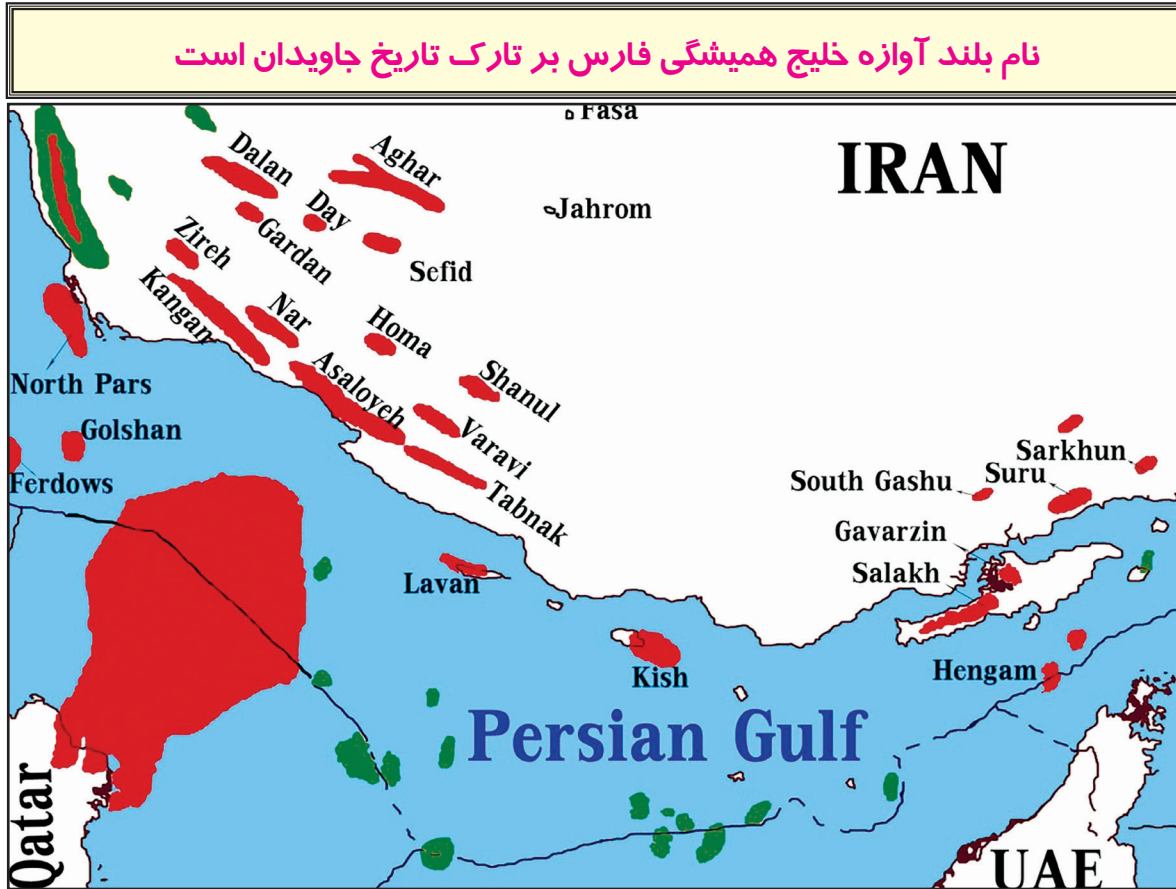 نام بلند آوازه خلیج همیشگی فارس بر تارک تاریخ جاویدان است
Fasa
IRAN
Dalan
Aghar
Jahrom
Day
Gardan
Zireh
Sefid
Kangan
Nar
Homa
North Pars
Asaloyeh
Shanul
Golshan
Varavi
Sarkhun
Ferdows
South Gashu
Suru
Tabnak
Gavarzin
Lavan
Salakh
Kish
Hengam
Persian Gulf
Qatar
UAE